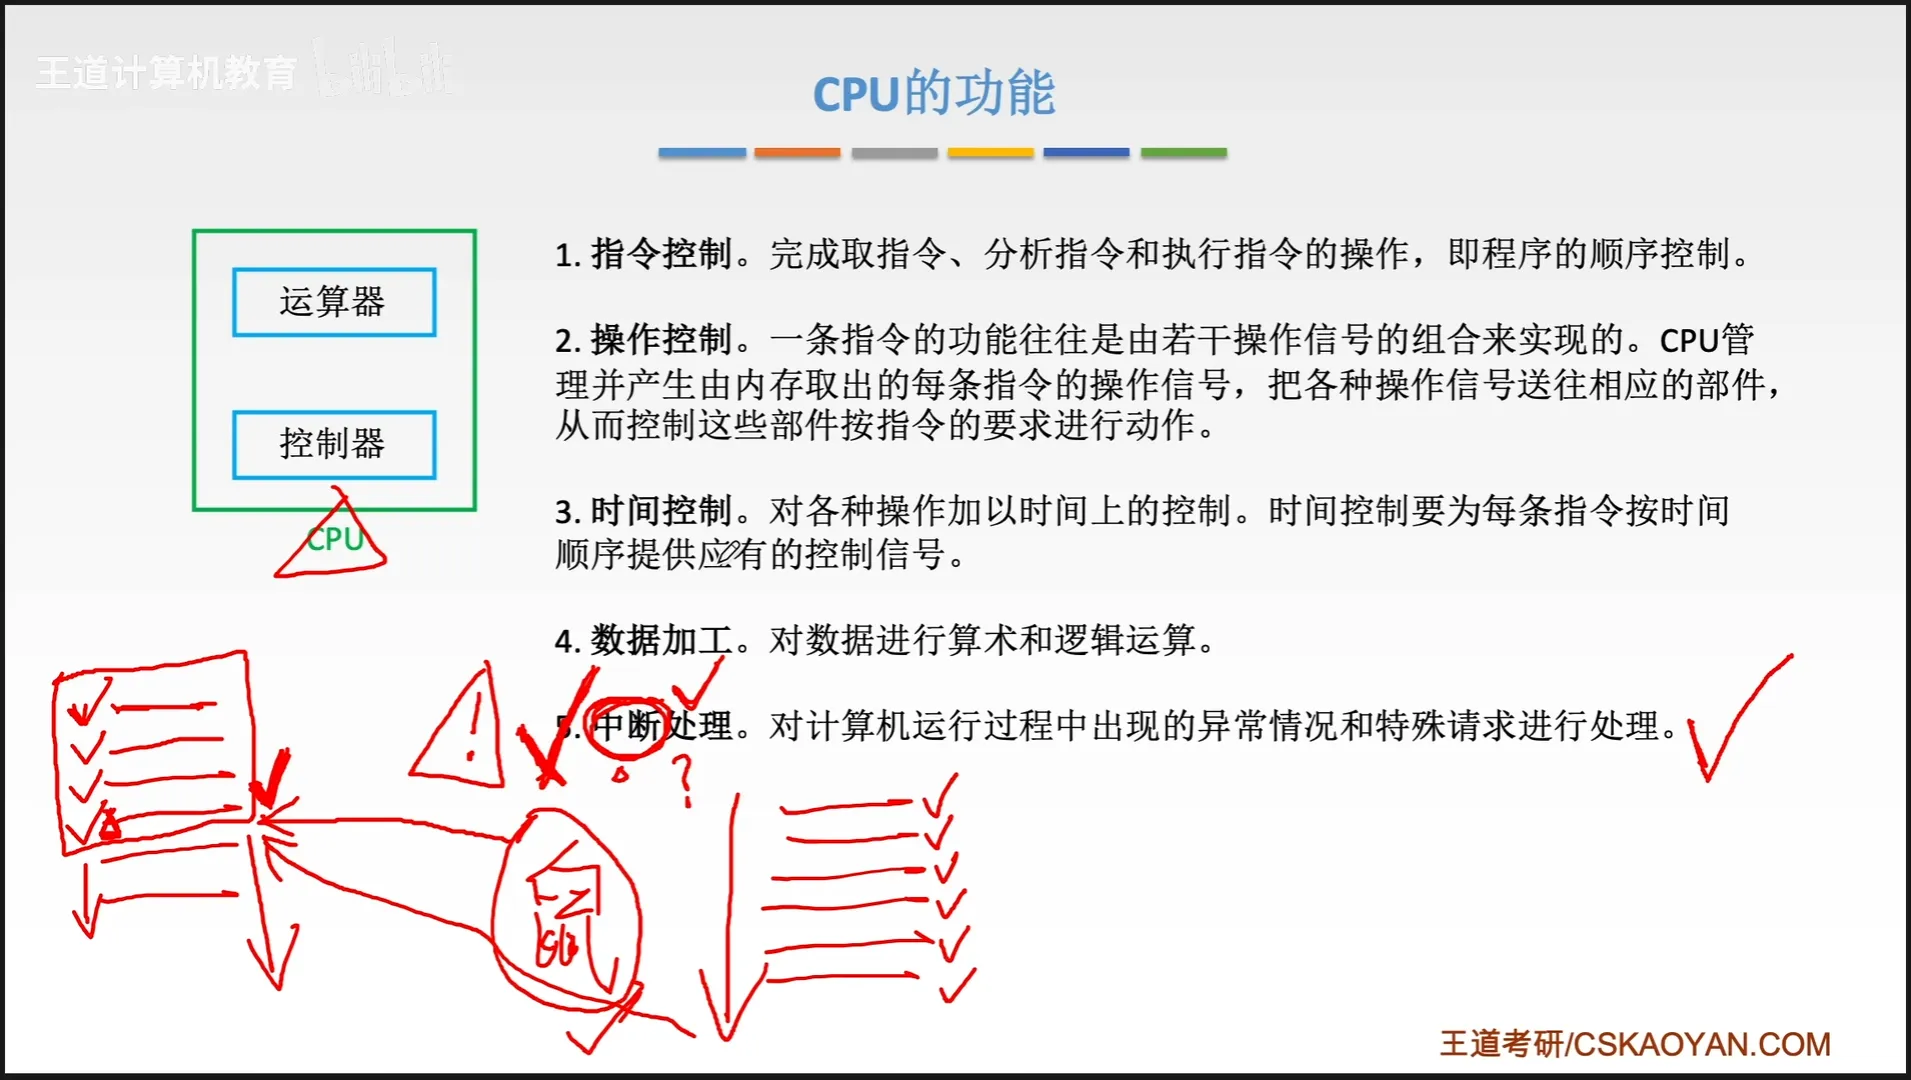 王道计算机教育 bilibili
CPU的功能
运算器
控制器
CPU
1. 指令控制。完成取指令、分析指令和执行指令的操作，即程序的顺序控制。
2. 操作控制。一条指令的功能往往是由若干操作信号的组合来实现的。CPU管
理并产生由内存取出的每条指令的操作信号，把各种操作信号送往相应的部件，
从而控制这些部件按指令的要求进行动作。
3. 时间控制。对各种操作加以时间上的控制。时间控制要为每条指令按时间
顺序提供应有的控制信号。
4. 数据加工。对数据进行算术和逻辑运算。
5. 中断处理。对计算机运行过程中出现的异常情况和特殊请求进行处理。
!
?
王道考研/CSKAOYAN.COM